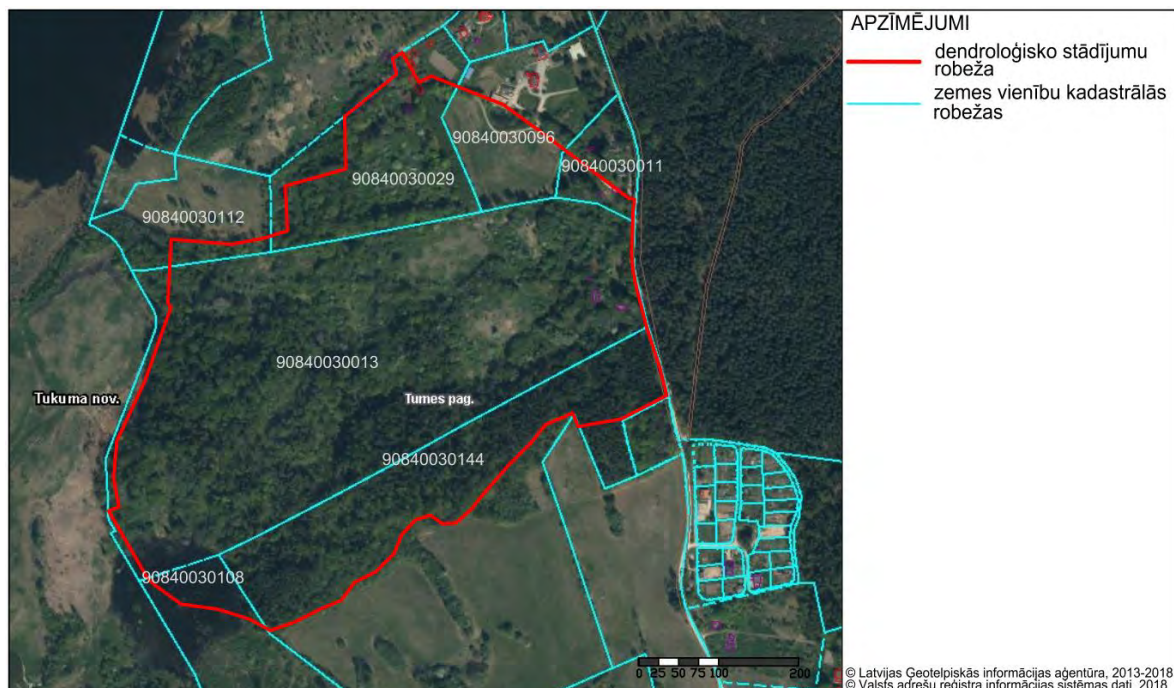 APZĪMĒJUMI
dendroloģisko stādījumu
robeža
zemes vienību kadastrālās
robežas
90840030096
90840030011
90840030029
90840030112
90840030013
Tukuma nov.
Tumes pag.
90840030144
90840030108
0 25 50 75 100 200
© Latvijas Ģeotelpiskās informācijas aģentūra, 2013-2018
© Valsts adrešu reģistra informācijas sistēmas dati, 2018